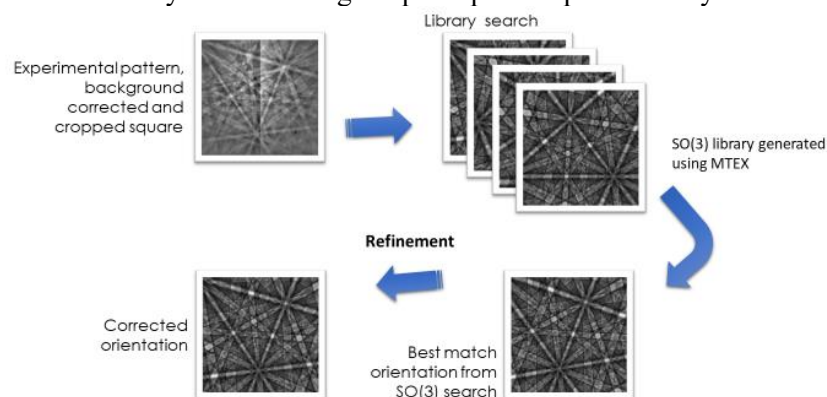 Library search
Experimental pattern,
background
corrected and
cropped square
SO(3) library generated
using MTEX
Refinement
Corrected
orientation
Best match
orientation from
SO(3) search